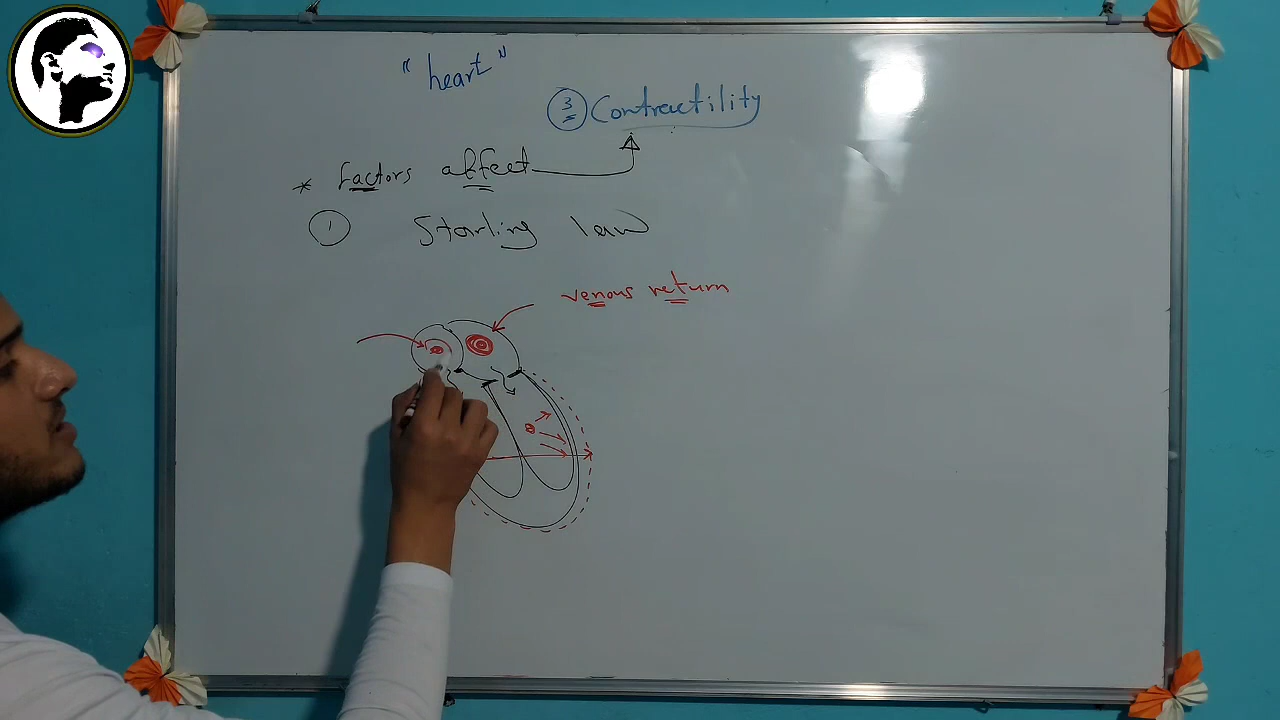 "heart"
③ Contractility
* Factors affect
① Starling law
venous return